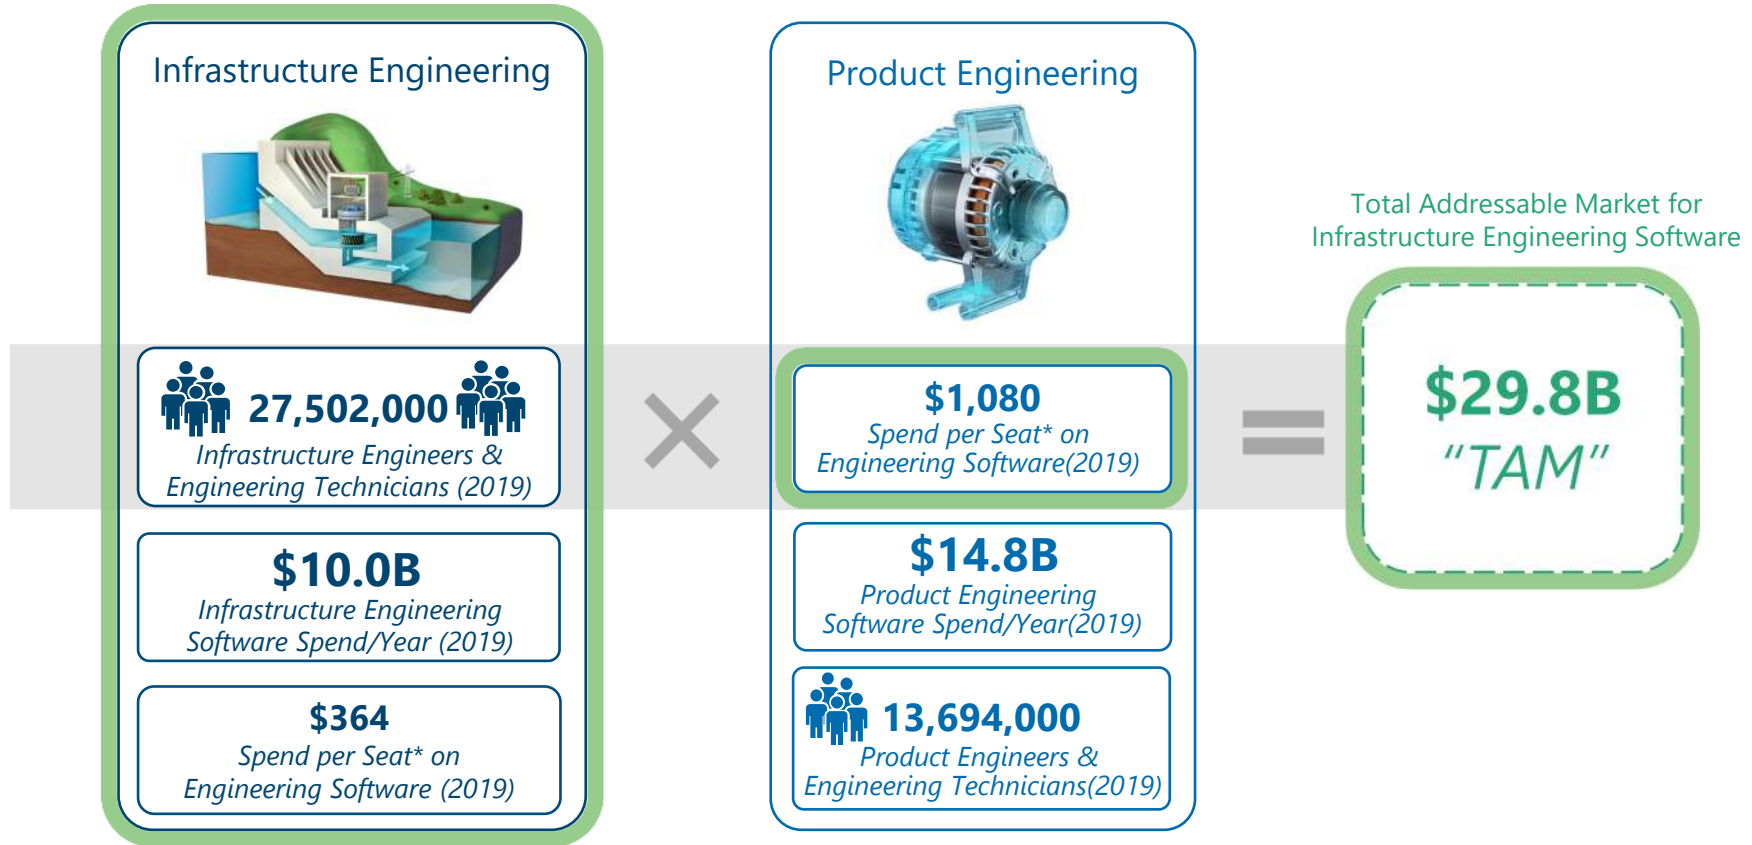 Infrastructure Engineering
27,502,000
Infrastructure Engineers &
Engineering Technicians (2019)
$10.0B
Infrastructure Engineering
Software Spend/Year (2019)
$364
Spend per Seat* on
Engineering Software (2019)
×
Product Engineering
$1,080
Spend per Seat* on
Engineering Software(2019)
$14.8B
Product Engineering
Software Spend/Year(2019)
13,694,000
Product Engineers &
Engineering Technicians(2019)
=
Total Addressable Market for
Infrastructure Engineering Software
$29.8B
"TAM"